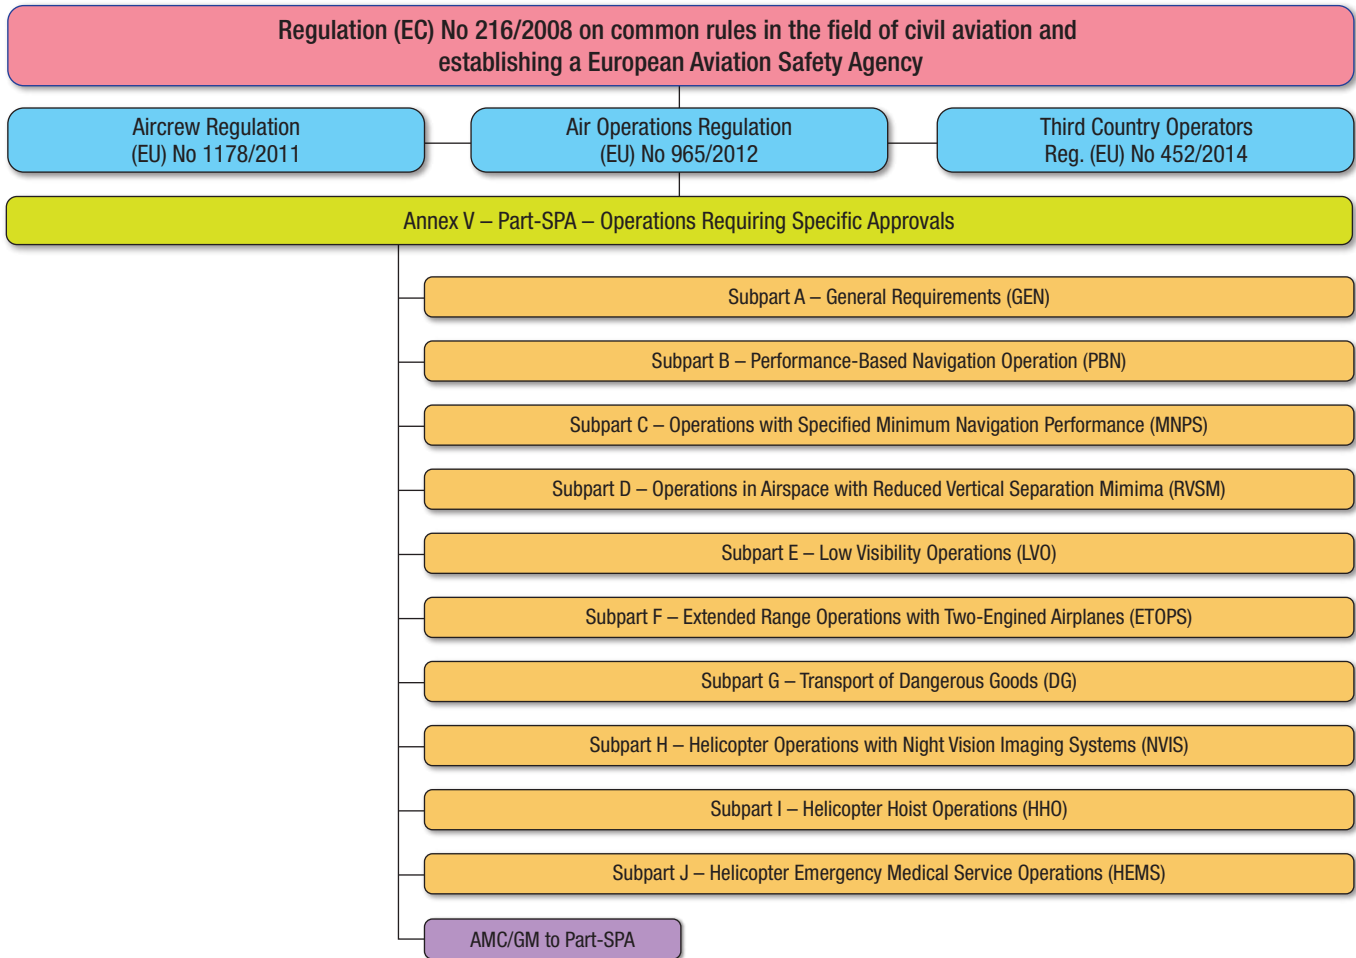 Regulation (EC) No 216/2008 on common rules in the field of civil aviation and
establishing a European Aviation Safety Agency
Aircrew Regulation
(EU) No 1178/2011
Air Operations Regulation
(EU) No 965/2012
Third Country Operators
Reg. (EU) No 452/2014
Annex V – Part-SPA – Operations Requiring Specific Approvals
Subpart A – General Requirements (GEN)
Subpart B – Performance-Based Navigation Operation (PBN)
Subpart C – Operations with Specified Minimum Navigation Performance (MNPS)
Subpart D – Operations in Airspace with Reduced Vertical Separation Mimima (RVSM)
Subpart E – Low Visibility Operations (LVO)
Subpart F – Extended Range Operations with Two-Engined Airplanes (ETOPS)
Subpart G – Transport of Dangerous Goods (DG)
Subpart H – Helicopter Operations with Night Vision Imaging Systems (NVIS)
Subpart I – Helicopter Hoist Operations (HHO)
Subpart J – Helicopter Emergency Medical Service Operations (HEMS)
AMC/GM to Part-SPA